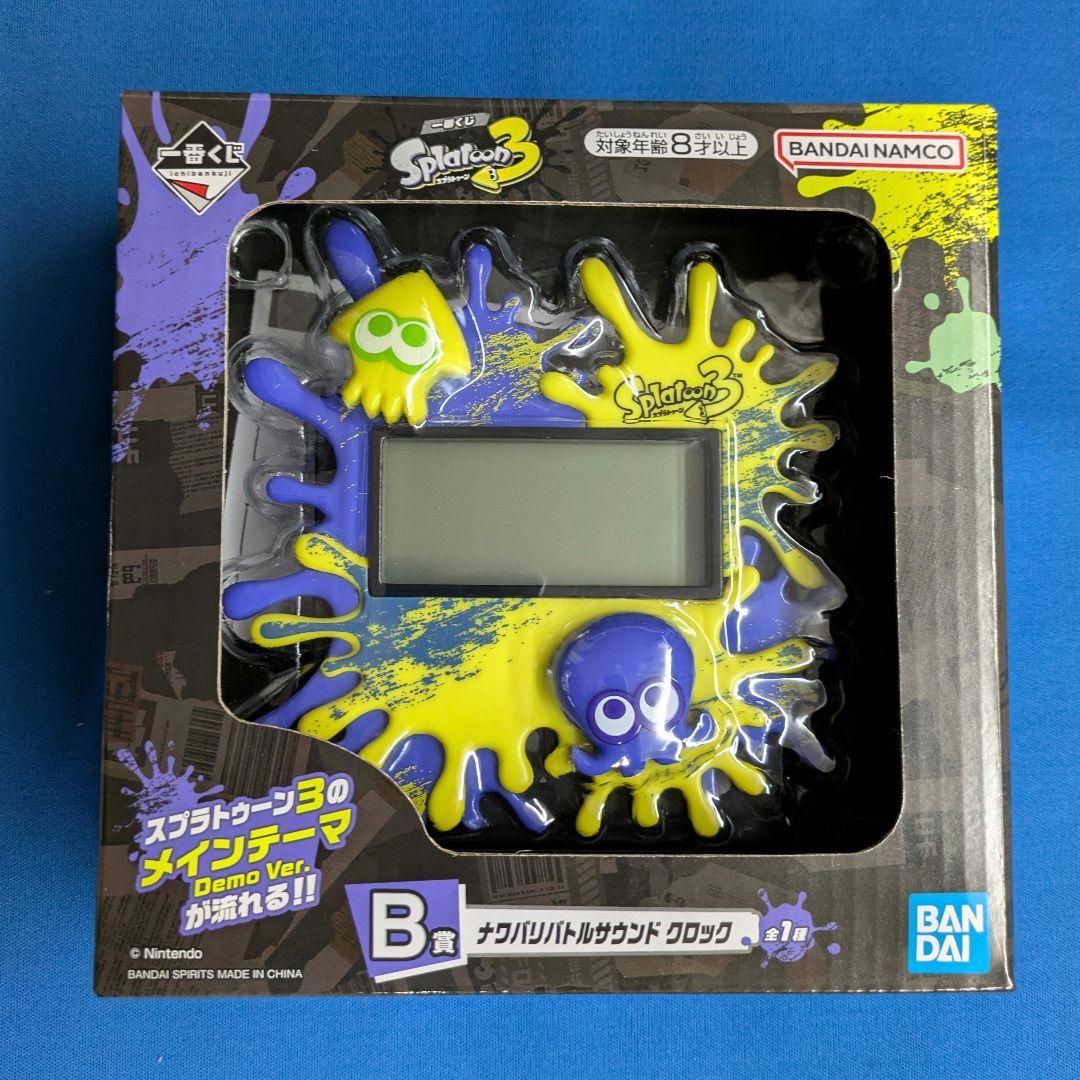 一番くじ
ichibankuji
一番くじ
Splatoon3
スプラトゥーン
たいしょうねんれい さい いじょう
対象年齢8才以上
BANDAI NAMCO
Splatoon3™
スプラトゥーン
スプラトゥーン3の
メインテーマ
Demo Ver.
が流れる!!
B賞
ナワバリバトルサウンド クロック
全1種
BAN
DAI
© Nintendo
BANDAI SPIRITS MADE IN CHINA